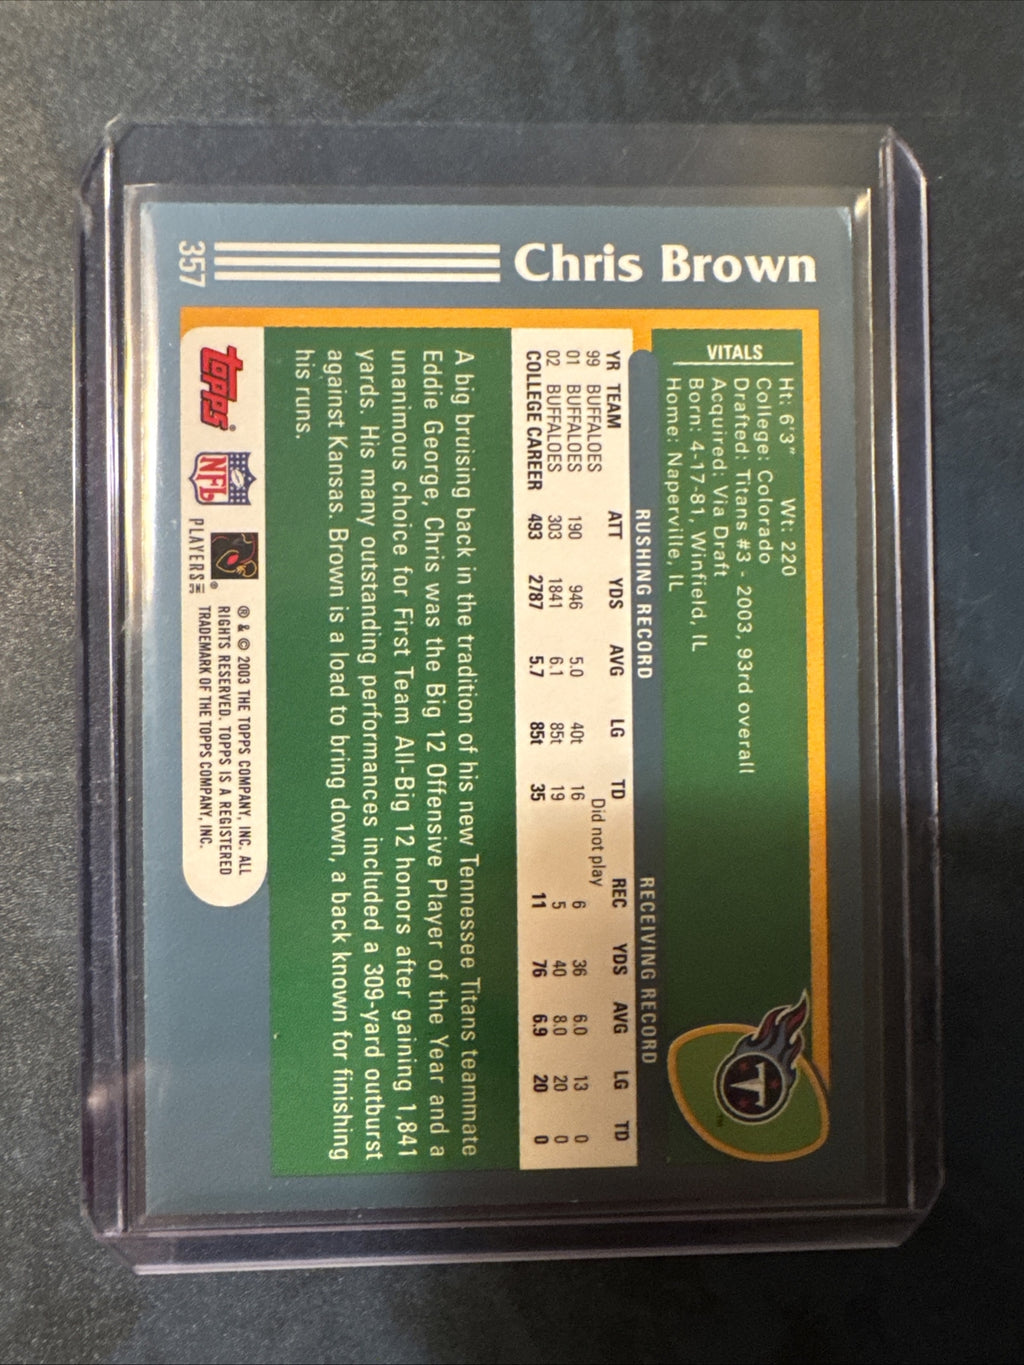 357 Chris Brown
VITALS
Ht: 6'3" Wt: 220
College: Colorado
Drafted: Titans #3 - 2003, 93rd overall
Acquired: Via Draft
Born: 4-17-81, Winfield, IL
Home: Naperville, IL
T
TM
RUSHING RECORD RECEIVING RECORD
YR TEAM ATT YDS AVG LG TD REC YDS AVG LG TD
99 BUFFALOES Did not play
01 BUFFALOES 190 946 5.0 40t 16 6 36 6.0 13 0
02 BUFFALOES 303 1841 6.1 85t 19 5 40 8.0 20 0
COLLEGE CAREER 493 2787 5.7 85t 35 11 76 6.9 20 0
A big bruising back in the tradition of his new Tennessee Titans teammate
Eddie George, Chris was the Big 12 Offensive Player of the Year and a
unanimous choice for First Team All-Big 12 honors after gaining 1,841
yards. His many outstanding performances included a 309-yard outburst
against Kansas. Brown is a load to bring down, a back known for finishing
his runs.
topps®
NFL
PLAYERS INC ®
® & © 2003 THE TOPPS COMPANY, INC. ALL
RIGHTS RESERVED. TOPPS IS A REGISTERED
TRADEMARK OF THE TOPPS COMPANY, INC.